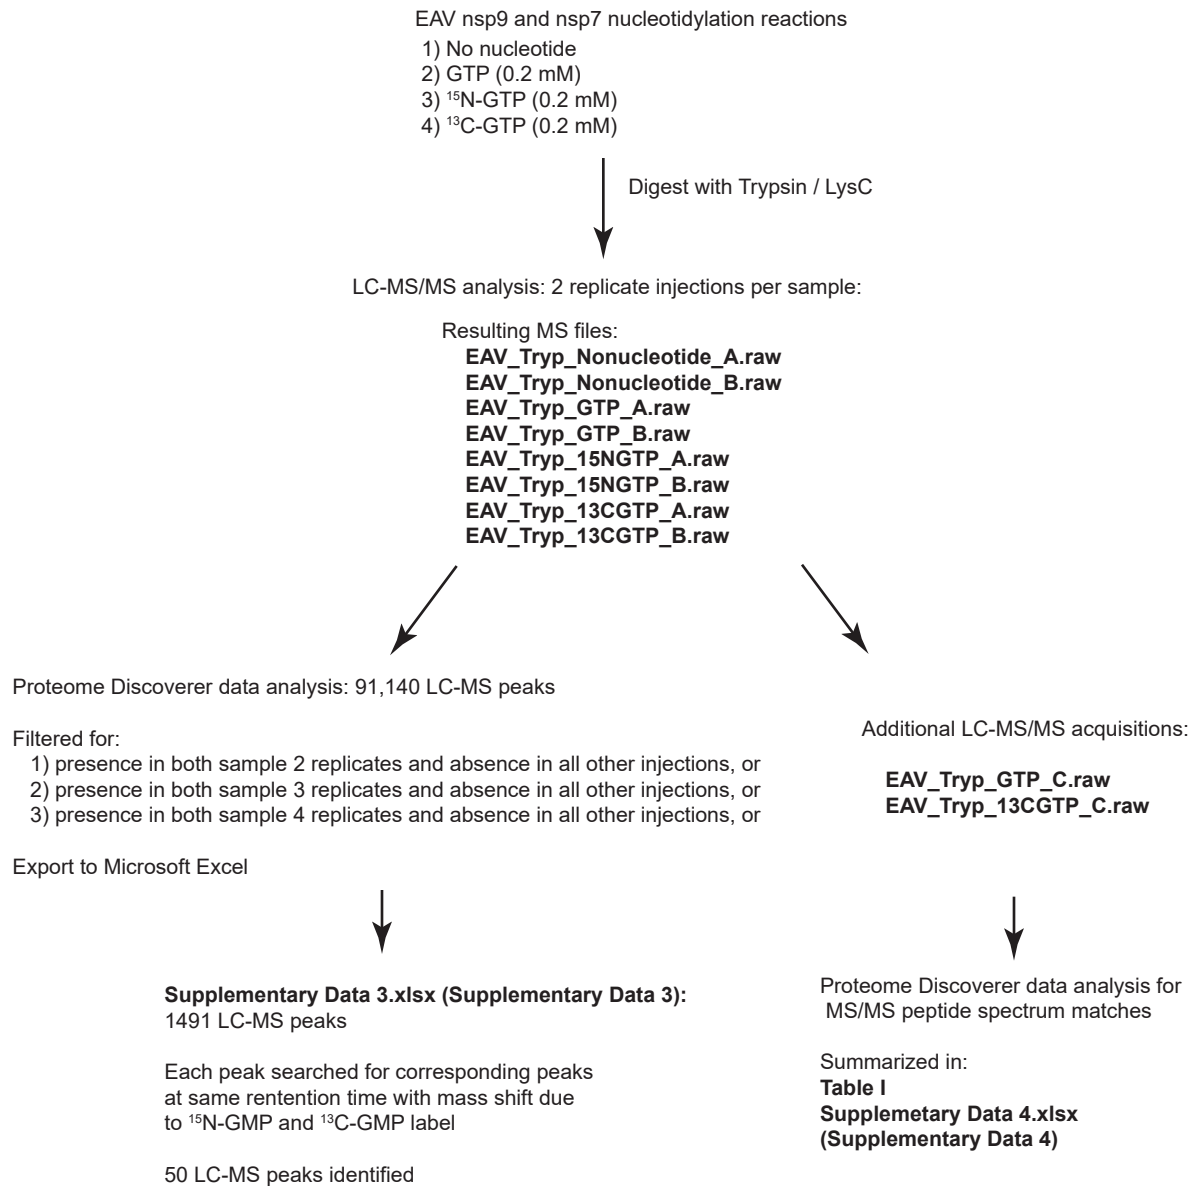 EAV nsp9 and nsp7 nucleotidylation reactions
1) No nucleotide
2) GTP (0.2 mM)
3) ¹⁵N-GTP (0.2 mM)
4) ¹³C-GTP (0.2 mM)
Digest with Trypsin / LysC
LC-MS/MS analysis: 2 replicate injections per sample:
Resulting MS files:
EAV_Tryp_Nonucleotide_A.raw
EAV_Tryp_Nonucleotide_B.raw
EAV_Tryp_GTP_A.raw
EAV_Tryp_GTP_B.raw
EAV_Tryp_15NGTP_A.raw
EAV_Tryp_15NGTP_B.raw
EAV_Tryp_13CGTP_A.raw
EAV_Tryp_13CGTP_B.raw
Proteome Discoverer data analysis: 91,140 LC-MS peaks
Filtered for:
1) presence in both sample 2 replicates and absence in all other injections, or
2) presence in both sample 3 replicates and absence in all other injections, or
3) presence in both sample 4 replicates and absence in all other injections, or
Export to Microsoft Excel
Supplementary Data 3.xlsx (Supplementary Data 3):
1491 LC-MS peaks
Each peak searched for corresponding peaks
at same rentention time with mass shift due
to ¹⁵N-GMP and ¹³C-GMP label
50 LC-MS peaks identified
Additional LC-MS/MS acquisitions:
EAV_Tryp_GTP_C.raw
EAV_Tryp_13CGTP_C.raw
Proteome Discoverer data analysis for
MS/MS peptide spectrum matches
Summarized in:
Table I
Supplemetary Data 4.xlsx
(Supplementary Data 4)